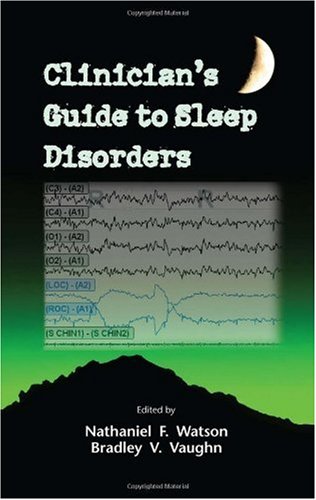 Clinician's
Guide to Sleep
Disorders
(C3) - (A2)
(C4) - (A1)
(O1) - (A2)
(O2) - (A1)
(LOC) - (A2)
(ROC) - (A1)
(S CHIN1) - (S CHIN2)
Edited by
Nathaniel F. Watson
Bradley V. Vaughn